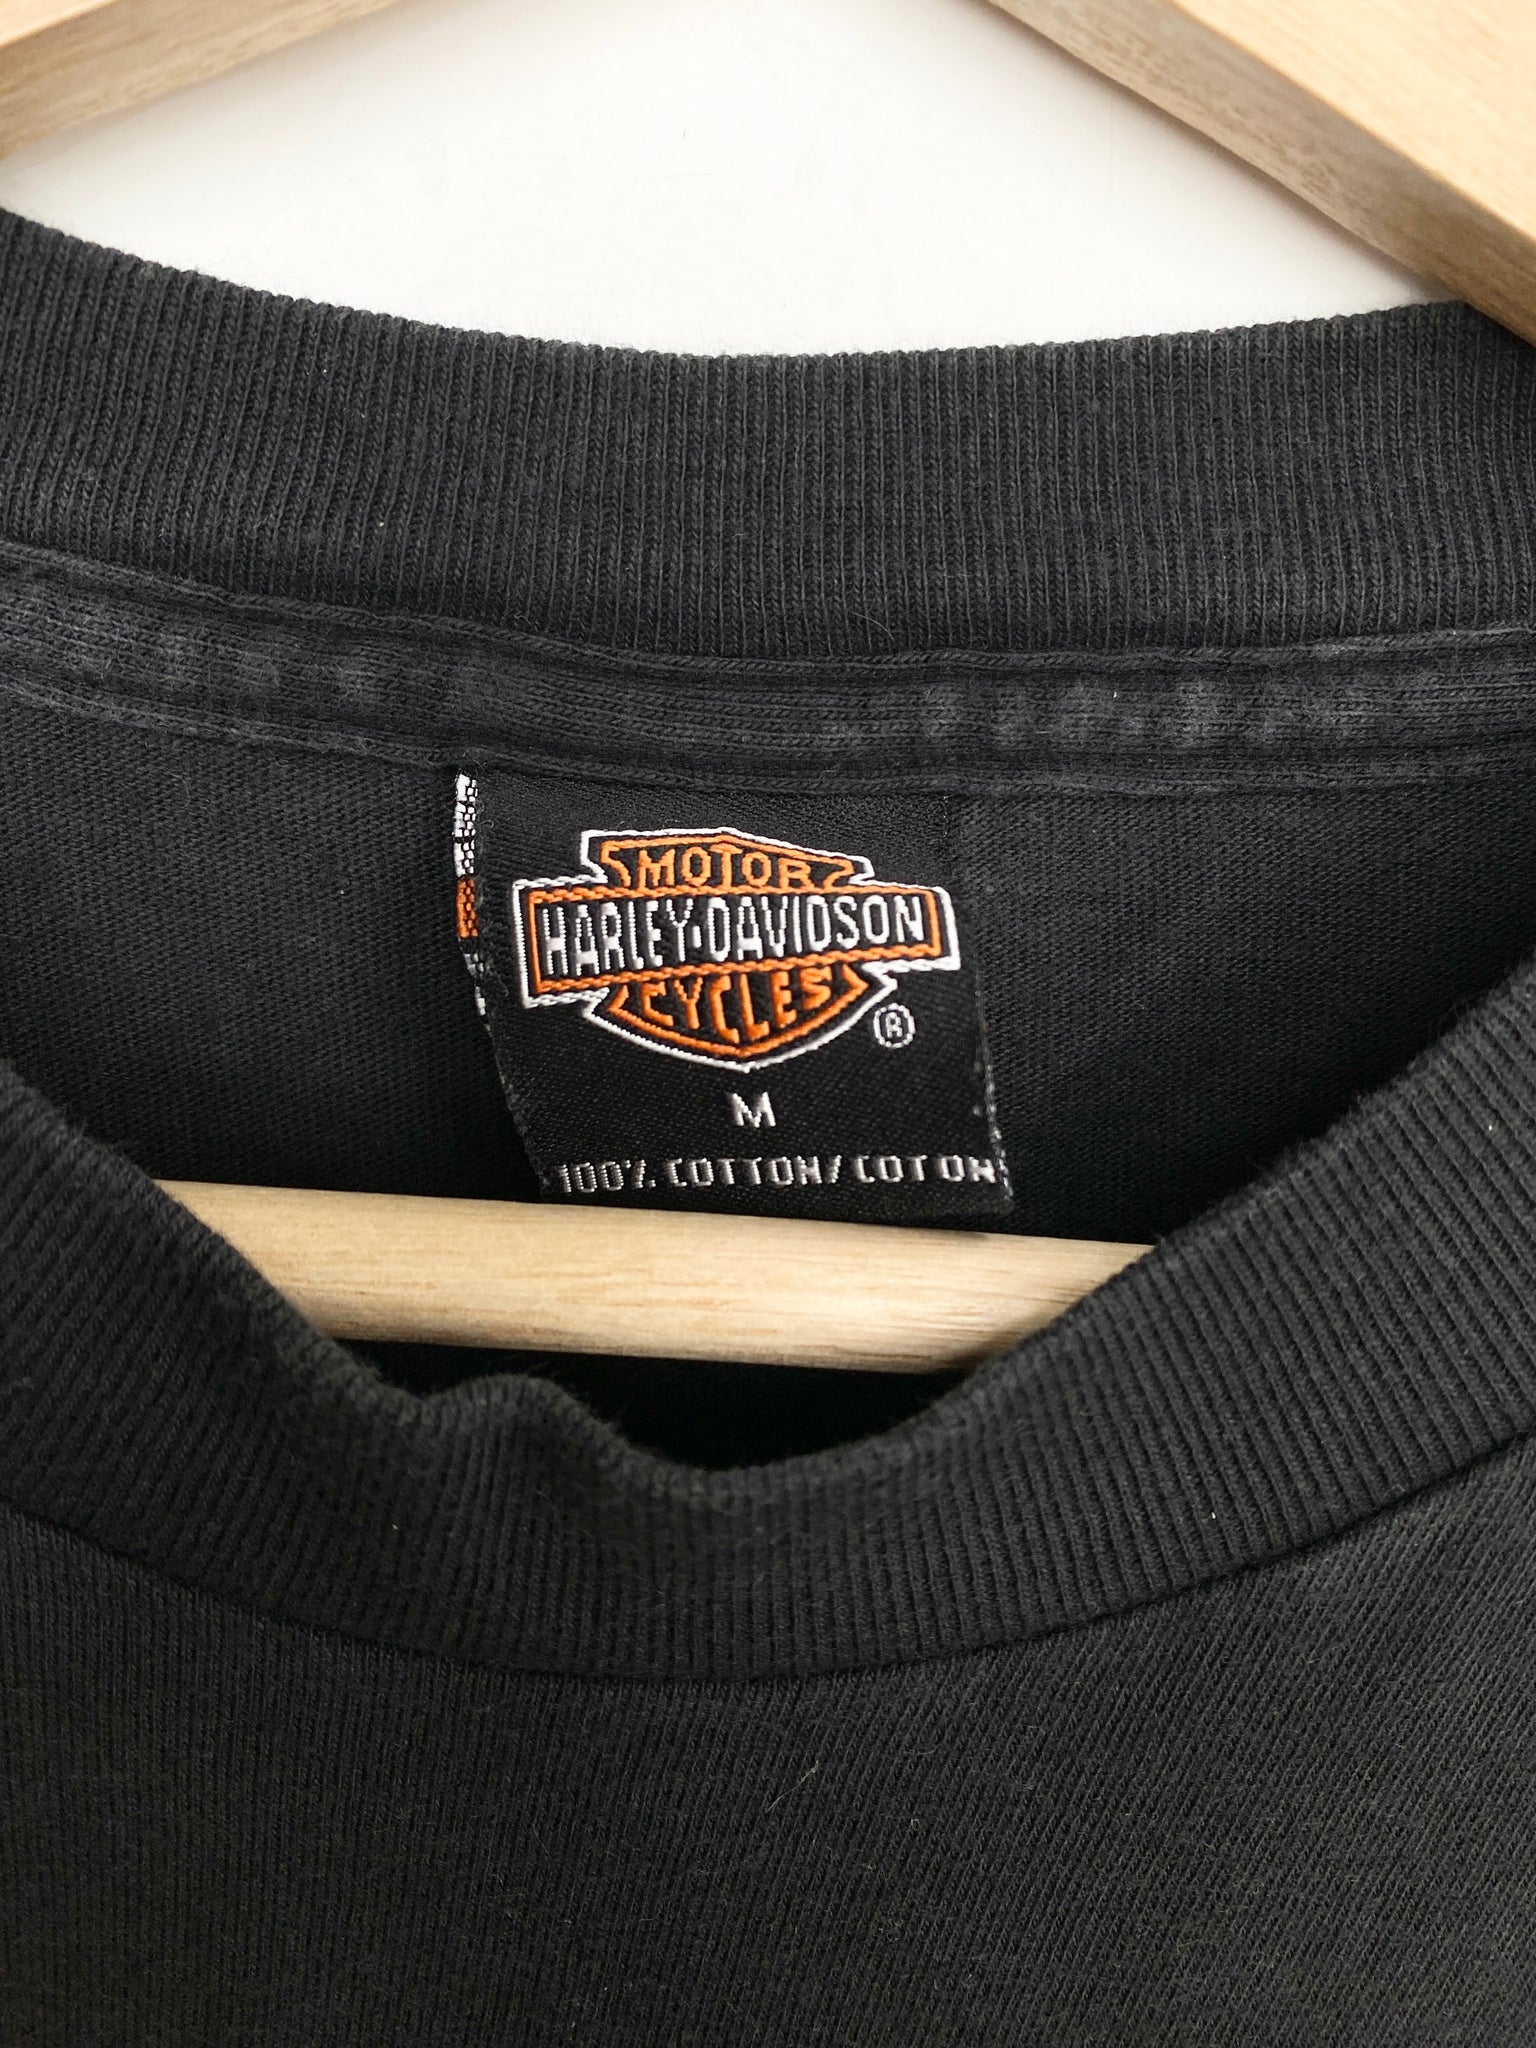 MOTOR
HARLEY-DAVIDSON
CYCLES
®
M
100% COTTON/COTON